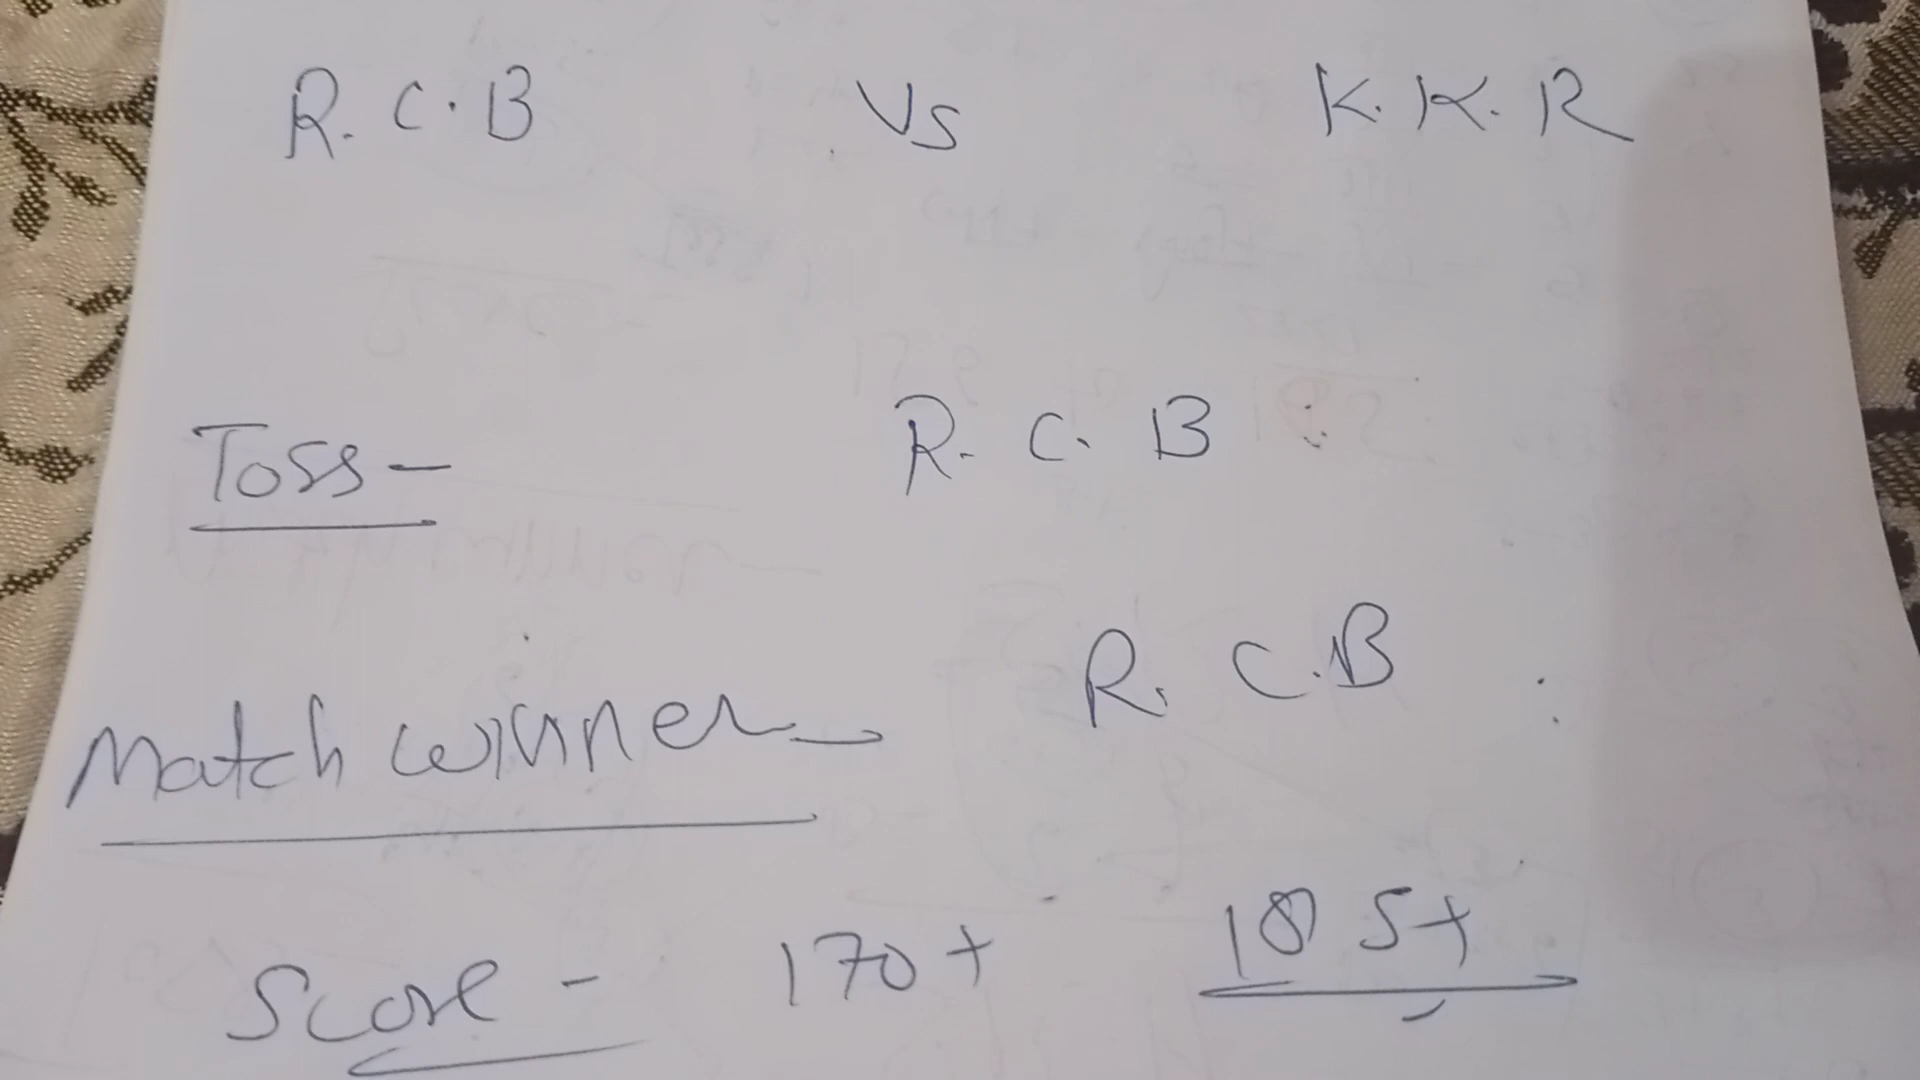 R. C. B Vs K. K. R
Toss - R. C. B :
Match winner - R. C. B :
Score - 170+ 185+